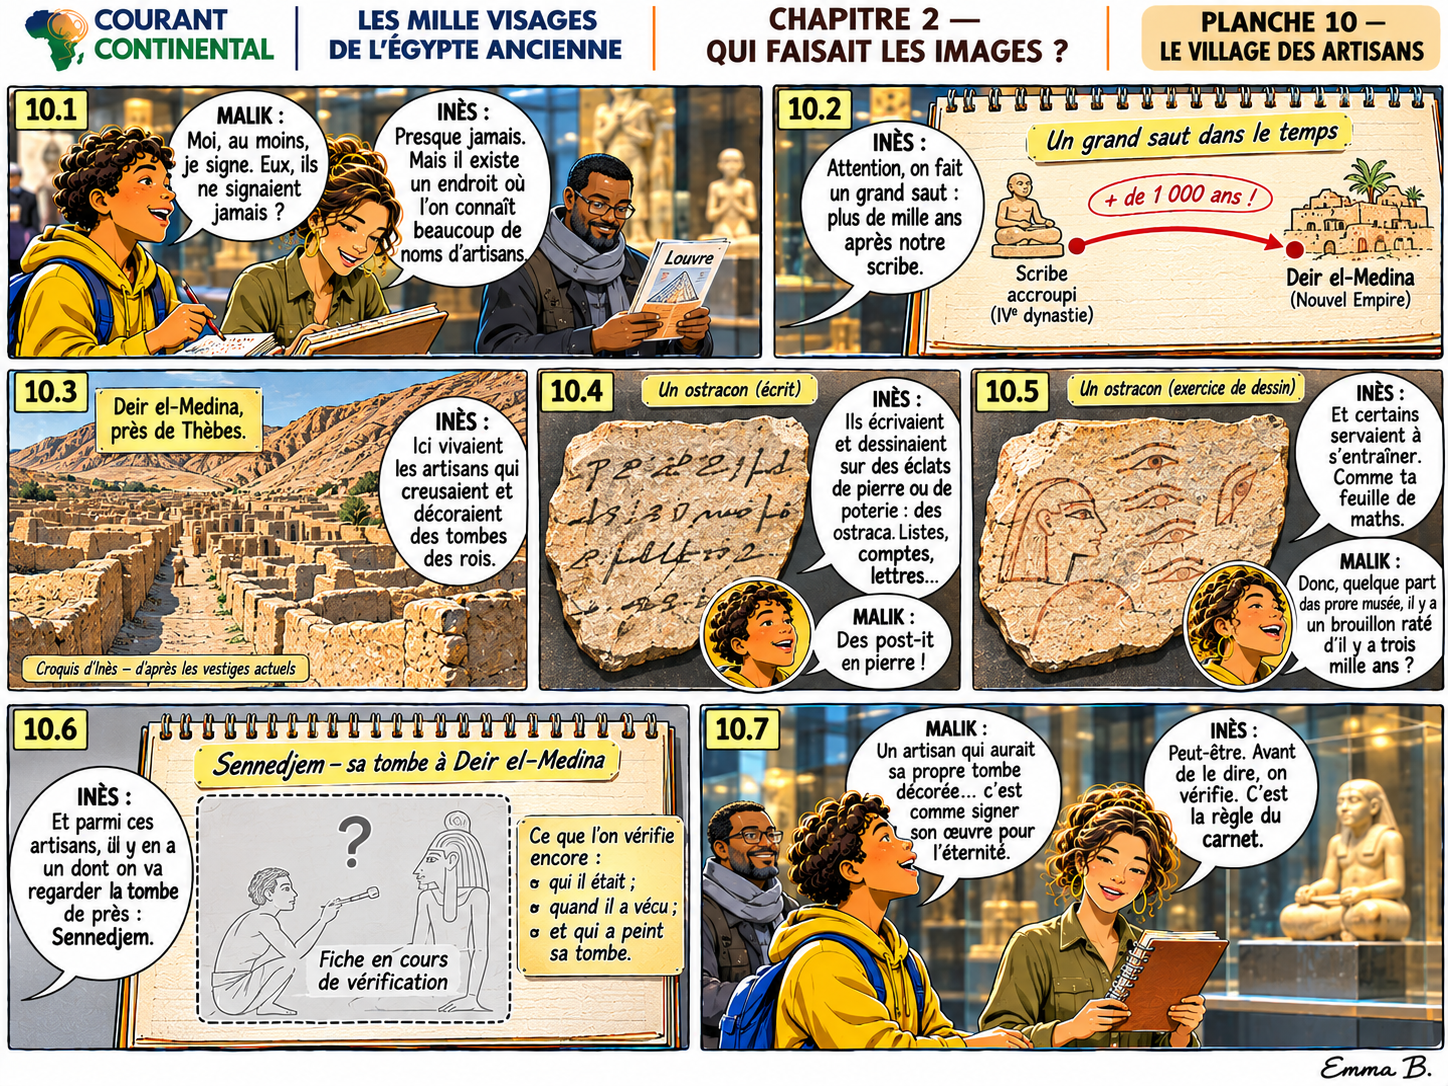 COURANT
CONTINENTAL
LES MILLE VISAGES
DE L'ÉGYPTE ANCIENNE
CHAPITRE 2 —
QUI FAISAIT LES IMAGES ?
PLANCHE 10 —
LE VILLAGE DES ARTISANS
10.1
MALIK :
Moi, au moins,
je signe. Eux, ils
ne signaient
jamais ?
INÈS :
Presque jamais.
Mais il existe
un endroit où
l'on connaît
beaucoup de
noms d'artisans.
Louvre
10.2
INÈS :
Attention, on fait
un grand saut :
plus de mille ans
après notre
scribe.
Un grand saut dans le temps
+ de 1 000 ans !
Scribe
accroupi
(IVe dynastie)
Deir el-Medina
(Nouvel Empire)
10.3
Deir el-Medina,
près de Thèbes.
INÈS :
Ici vivaient
les artisans qui
creusaient et
décoraient
des tombes
des rois.
Croquis d'Inès – d'après les vestiges actuels
10.4
Un ostracon (écrit)
INÈS :
Ils écrivaient
et dessinaient
sur des éclats
de pierre ou de
poterie : des
ostraca. Listes,
comptes,
lettres...
MALIK :
Des post-it
en pierre !
10.5
Un ostracon (exercice de dessin)
INÈS :
Et certains
servaient à
s'entraîner.
Comme ta
feuille de
maths.
MALIK :
Donc, quelque part
das prore musée, il y a
un brouillon raté
d'il y a trois
mille ans ?
10.6
INÈS :
Et parmi ces
artisans, üil y en a
un dont on va
regarder la tombe
de près :
Sennedjem.
Sennedjem – sa tombe à Deir el-Medina
?
Fiche en cours
de vérification
Ce que l'on vérifie
encore :
qui il était ;
quand il a vécu ;
et qui a peint
sa tombe.
10.7
MALIK :
Un artisan qui aurait
sa propre tombe
décorée... c'est
comme signer
son œuvre pour
l'éternité.
INÈS :
Peut-être. Avant
de le dire, on
vérifie. C'est
la règle du
carnet.
Emma B.